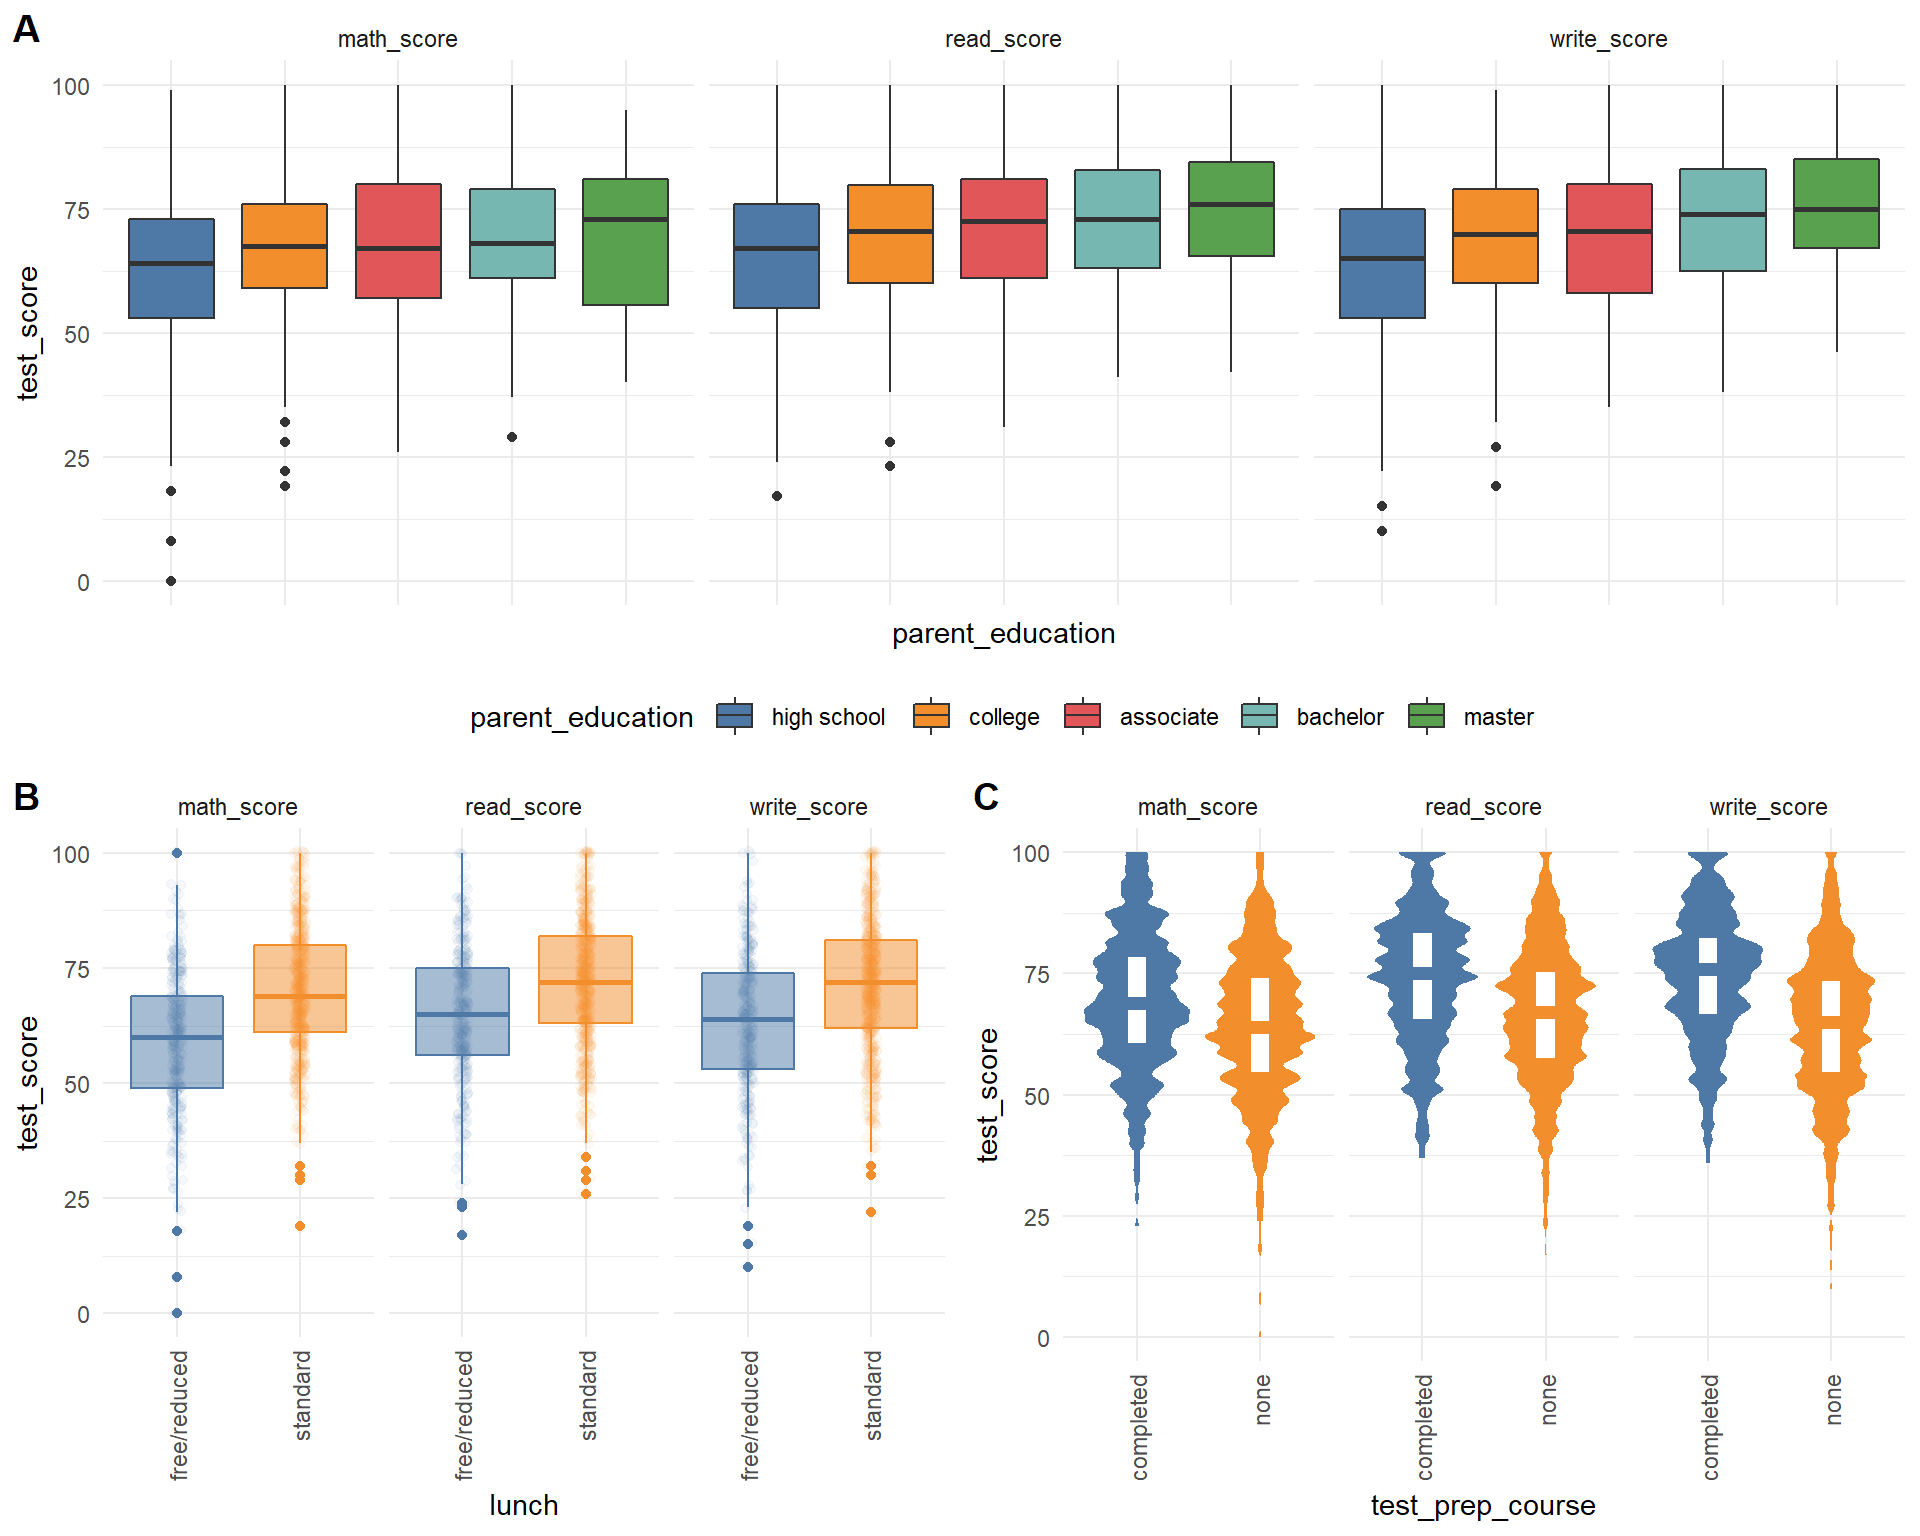 A
math_score
read_score
write_score
test_score
100
75
50
25
0
parent_education
parent_education high school college associate bachelor master
B
math_score
read_score
write_score
test_score
100
75
50
25
0
free/reduced
standard
free/reduced
standard
free/reduced
standard
lunch
C
math_score
read_score
write_score
test_score
100
75
50
25
0
completed
none
completed
none
completed
none
test_prep_course